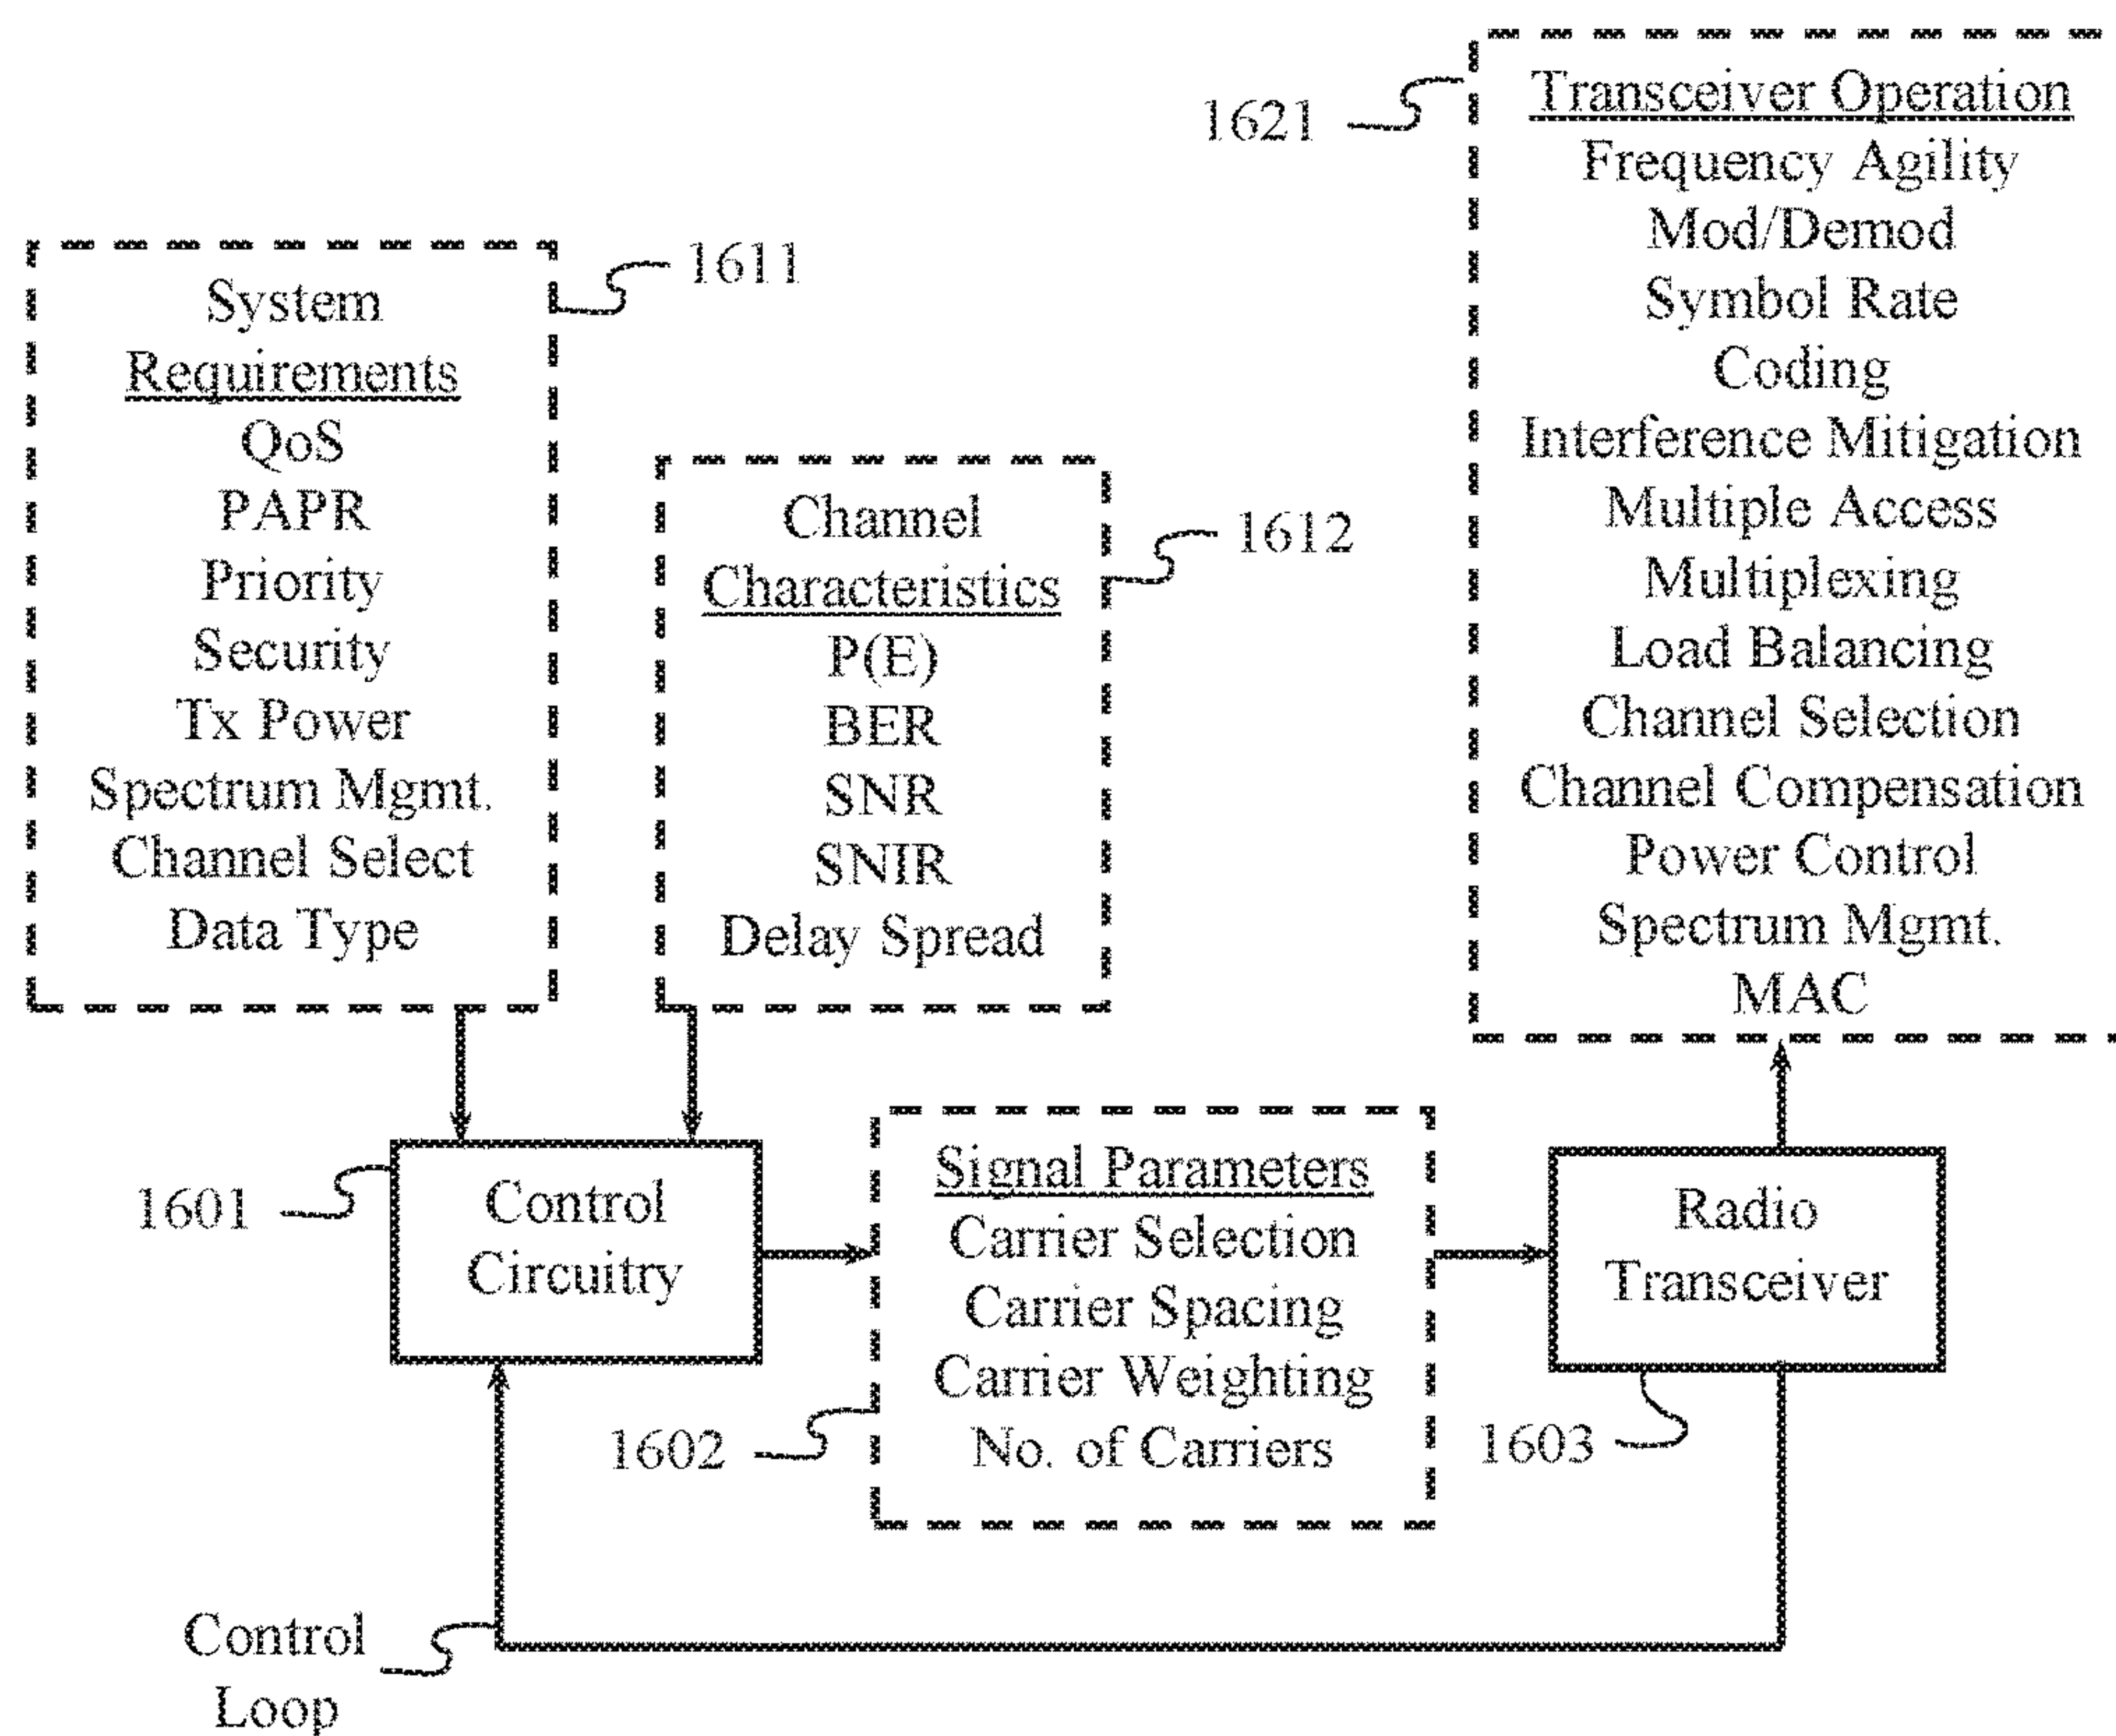 1621
Transceiver Operation
Frequency Agility
Mod/Demod
Symbol Rate
Coding
Interference Mitigation
Multiple Access
Multiplexing
Load Balancing
Channel Selection
Channel Compensation
Power Control
Spectrum Mgmt.
MAC
1611
System
Requirements
QoS
PAPR
Priority
Security
Tx Power
Spectrum Mgmt.
Channel Select
Data Type
1612
Channel
Characteristics
P(E)
BER
SNR
SNIR
Delay Spread
1601
Control
Circuitry
Signal Parameters
Carrier Selection
Carrier Spacing
Carrier Weighting
No. of Carriers
1602
Radio
Transceiver
1603
Control
Loop